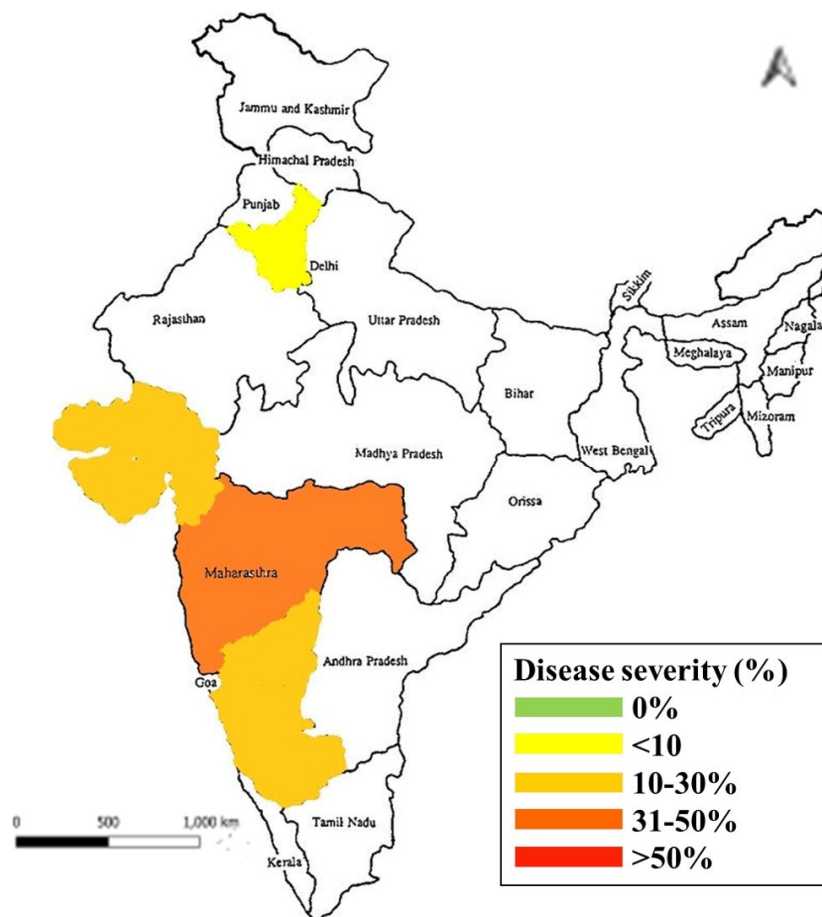 Jammu and Kashmir
Himachal Pradesh
Punjab
Delhi
Rajasthan
Uttar Pradesh
Sikkim
Assam
Nagala
Meghalaya
Manipur
Bihar
Tripura
Mizoram
West Bengal
Madhya Pradesh
Orissa
Maharasthra
Andhra Pradesh
Goa
Tamil Nadu
Kerala
Disease severity (%)
0%
<10
10-30%
31-50%
>50%
0 500 1,000 km